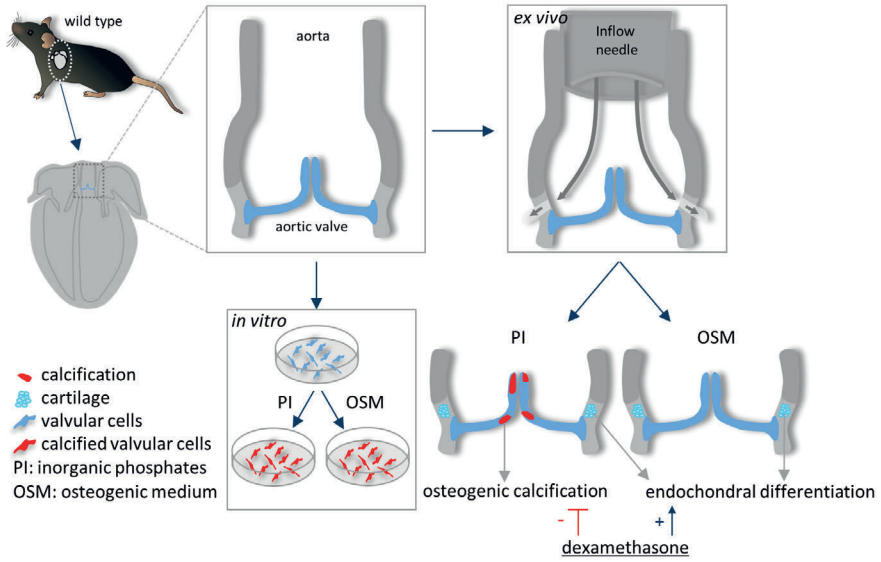 wild type
aorta
aortic valve
ex vivo
Inflow
needle
in vitro
PI
OSM
PI
OSM
calcification
cartilage
valvular cells
calcified valvular cells
PI: inorganic phosphates
OSM: osteogenic medium
osteogenic calcification
endochondral differentiation
-
+
dexamethasone